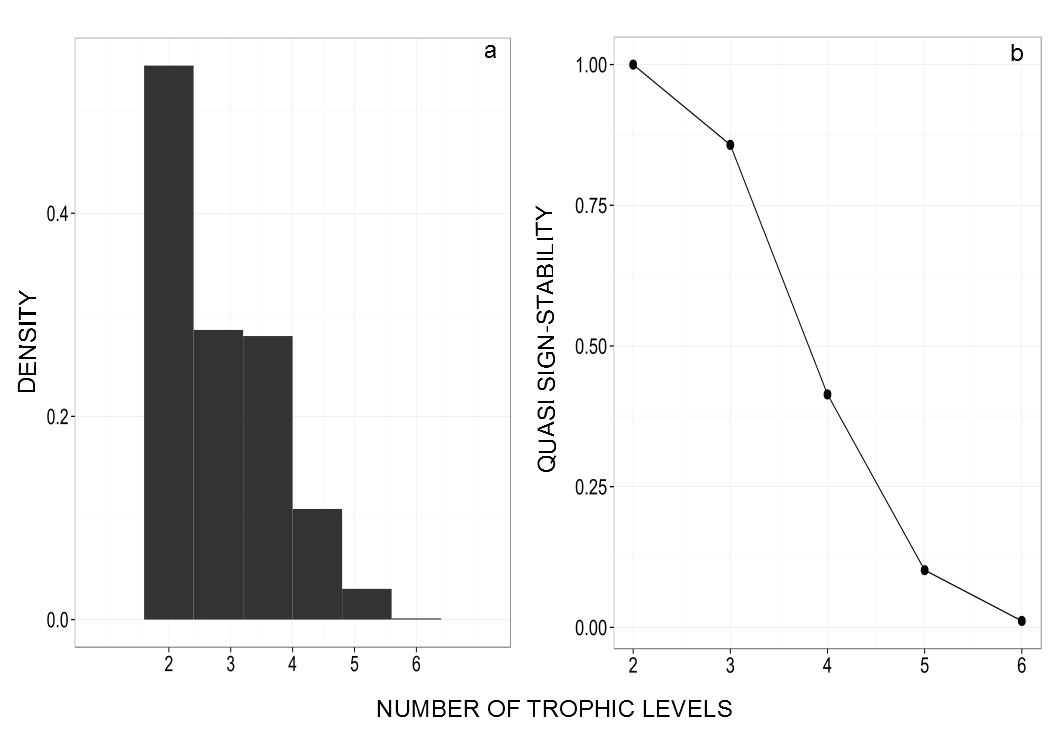 a
DENSITY
0.4
0.2
0.0
2 3 4 5 6
b
QUASI SIGN-STABILITY
1.00
0.75
0.50
0.25
0.00
2 3 4 5 6
NUMBER OF TROPHIC LEVELS